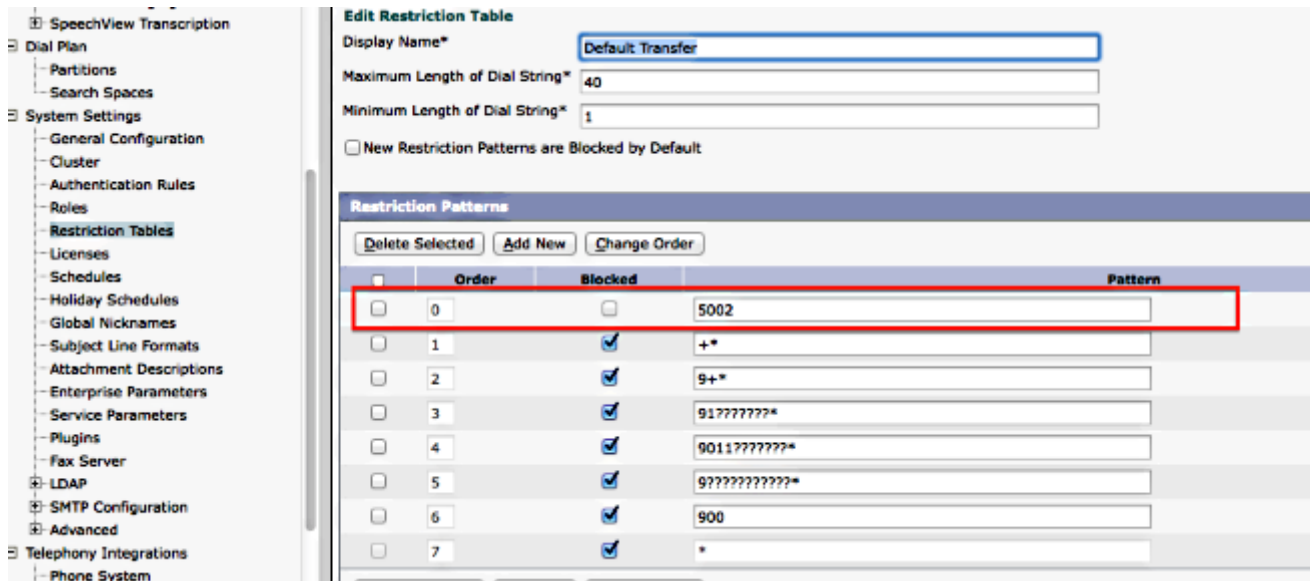 SpeechView Transcription
Dial Plan
Partitions
Search Spaces
System Settings
General Configuration
Cluster
Authentication Rules
Roles
Restriction Tables
Licenses
Schedules
Holiday Schedules
Global Nicknames
Subject Line Formats
Attachment Descriptions
Enterprise Parameters
Service Parameters
Plugins
Fax Server
LDAP
SMTP Configuration
Advanced
Telephony Integrations
Phone System
Edit Restriction Table
Display Name* Default Transfer
Maximum Length of Dial String* 40
Minimum Length of Dial String* 1
New Restriction Patterns are Blocked by Default
Restriction Patterns
Delete Selected Add New Change Order
Order Blocked Pattern
0 5002
1 +*
2 9+*
3 91???????*
4 9011???????*
5 9???????????*
6 900
7 *